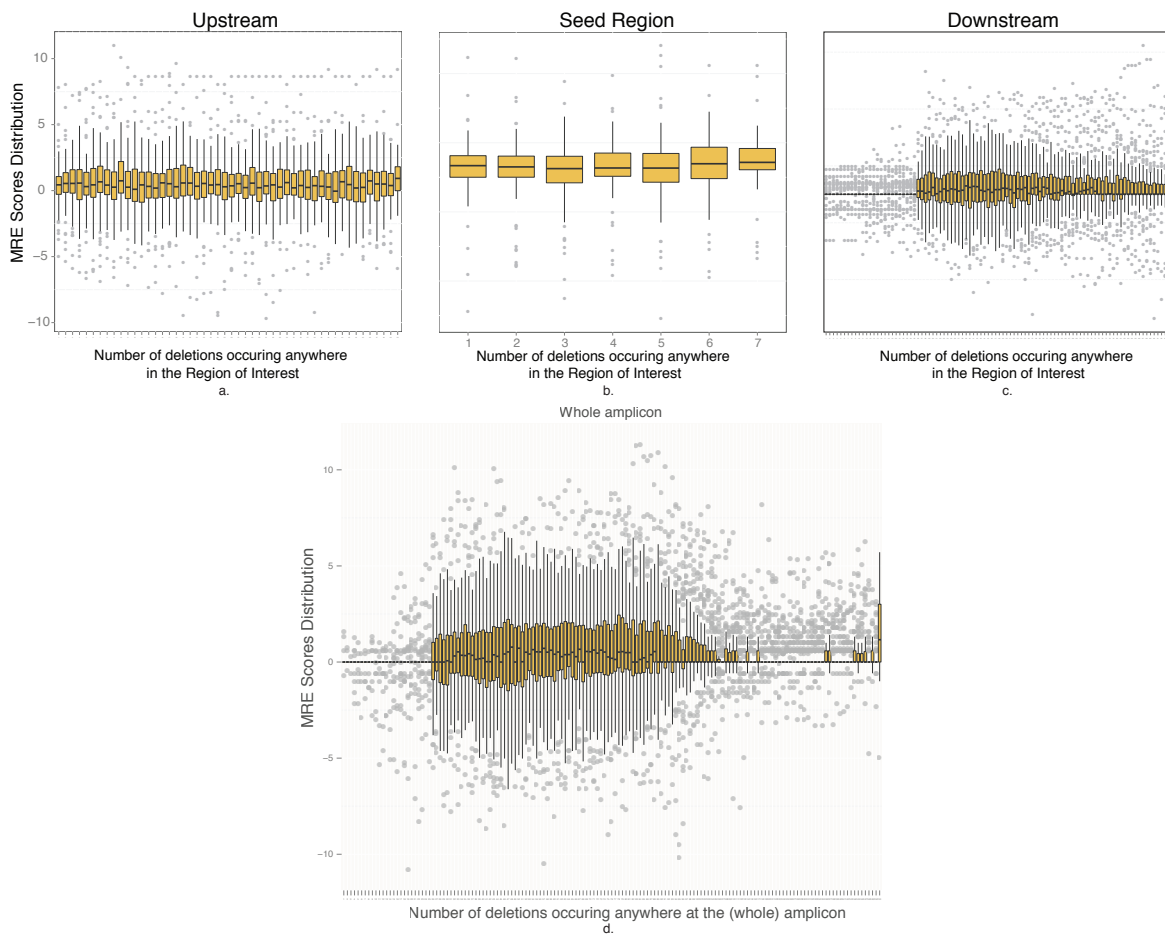 Upstream
Seed Region
Downstream
MRE Scores Distribution
10
5
0
−5
−10
1 2 3 4 5 6 7
Number of deletions occuring anywhere
in the Region of Interest
a.
Number of deletions occuring anywhere
in the Region of Interest
b.
Number of deletions occuring anywhere
in the Region of Interest
c.
Whole amplicon
MRE Scores Distribution
10
5
0
−5
−10
Number of deletions occuring anywhere at the (whole) amplicon
d.